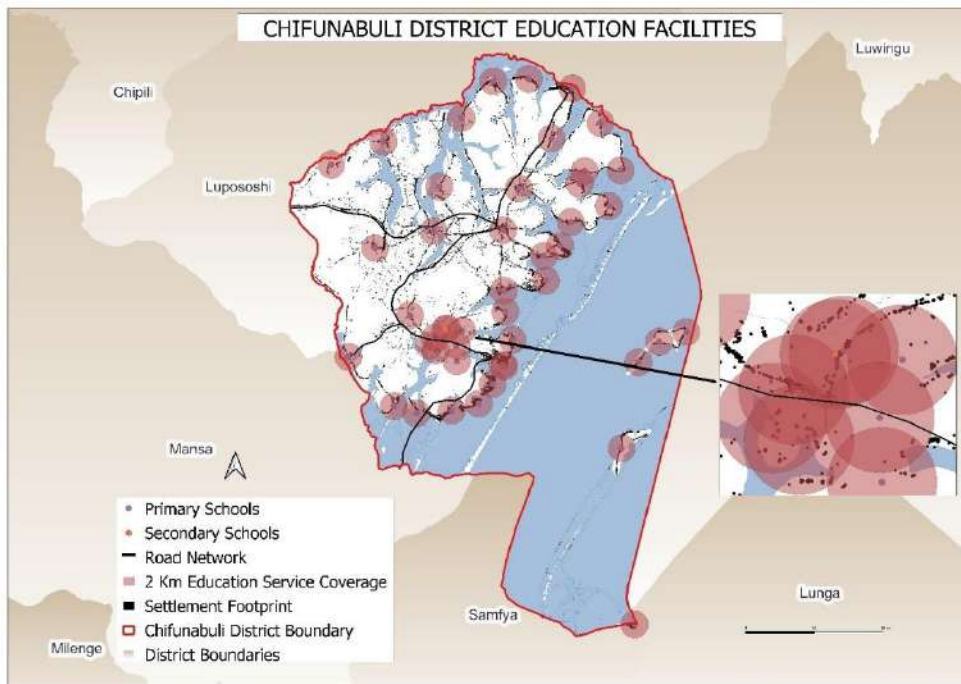 CHIFUNABULI DISTRICT EDUCATION FACILITIES
Luwingu
Chipili
Lupososhi
Mansa
Primary Schools
Secondary Schools
Road Network
2 Km Education Service Coverage
Settlement Footprint
Chifunabuli District Boundary
District Boundaries
Samfya
Lunga
Milenge